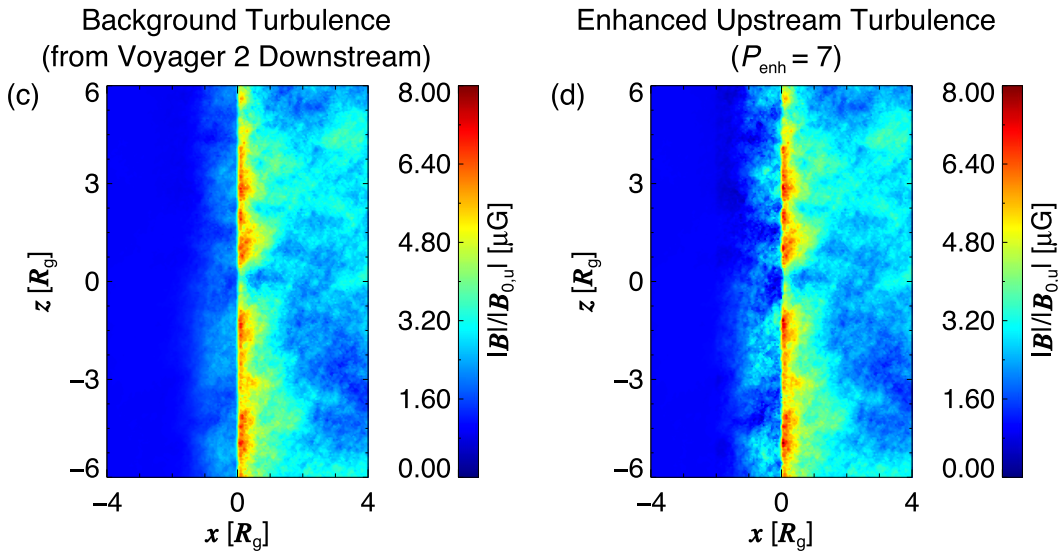 Background Turbulence
(from Voyager 2 Downstream)
Enhanced Upstream Turbulence
(P_enh = 7)
(c)
6
3
0
−3
−6
z [R_g]
−4
−2
0
2
4
x [R_g]
8.00
6.40
4.80
3.20
1.60
0.00
|B|/|B_0,u| [μG]
(d)
6
3
0
−3
−6
z [R_g]
−4
0
4
x [R_g]
8.00
6.40
4.80
3.20
1.60
0.00
|B|/|B_0,u| [μG]